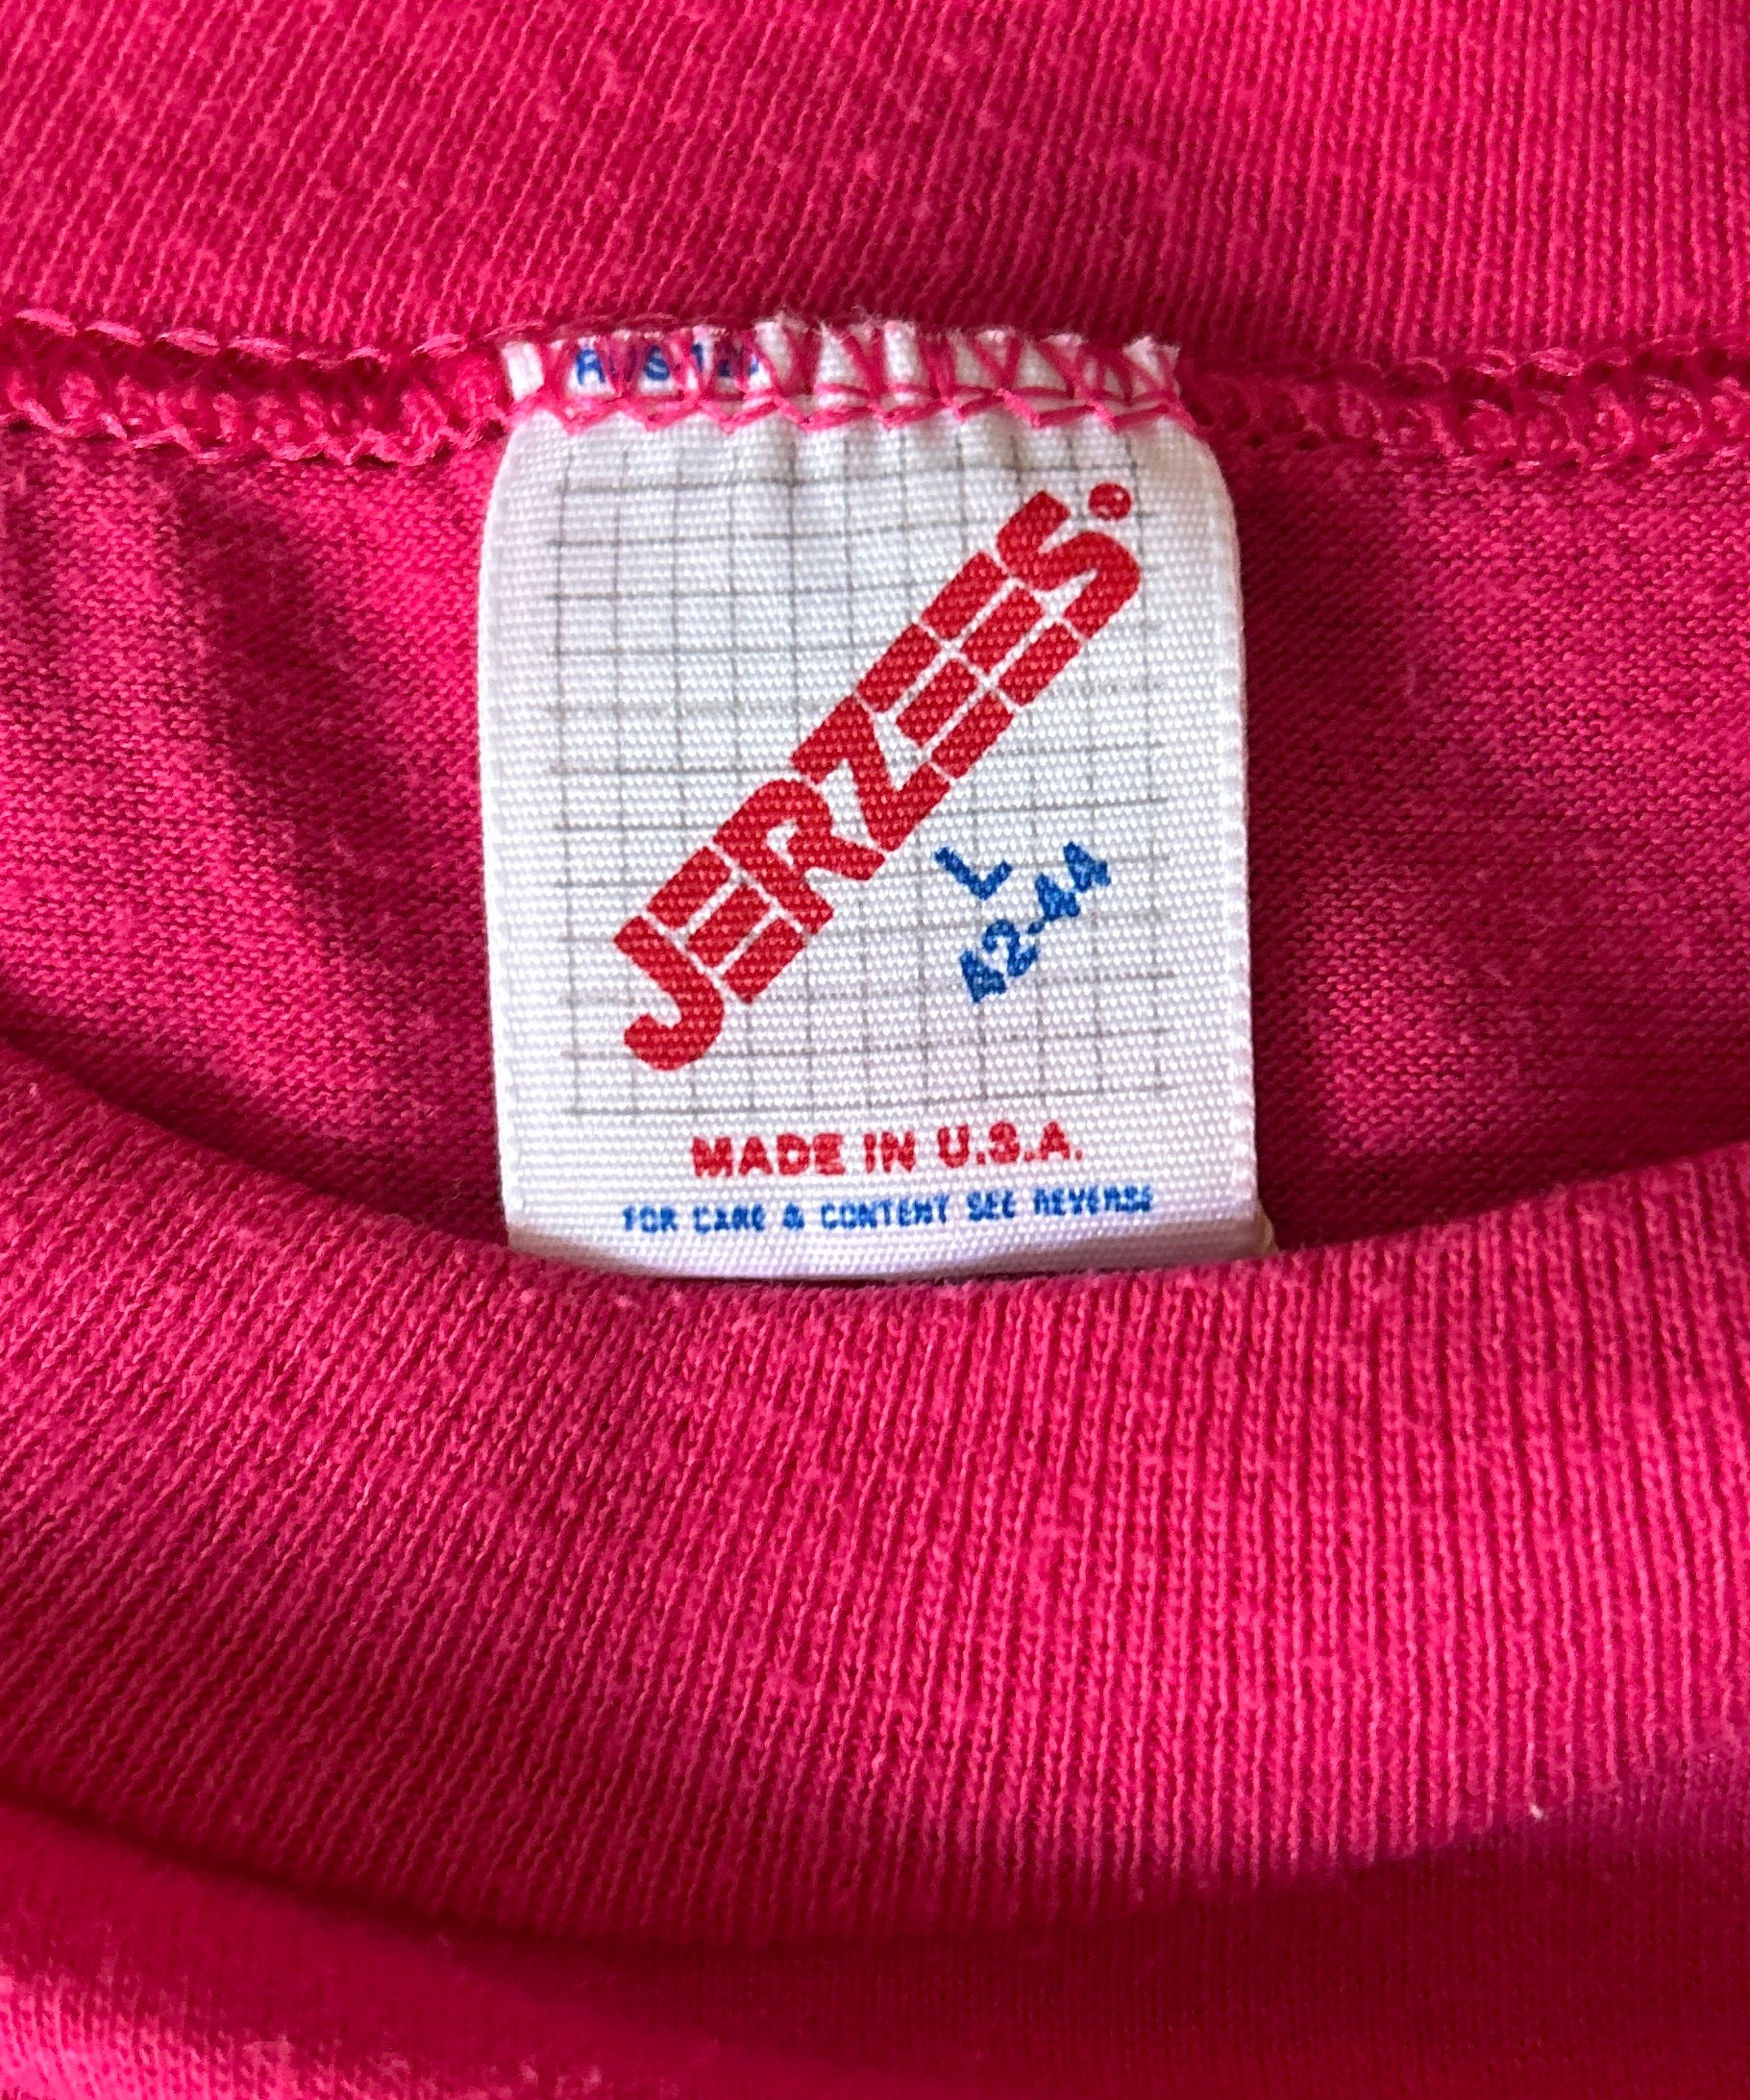 JERZEES®
L
42-44
MADE IN U.S.A.
FOR CARE & CONTENT SEE REVERSE